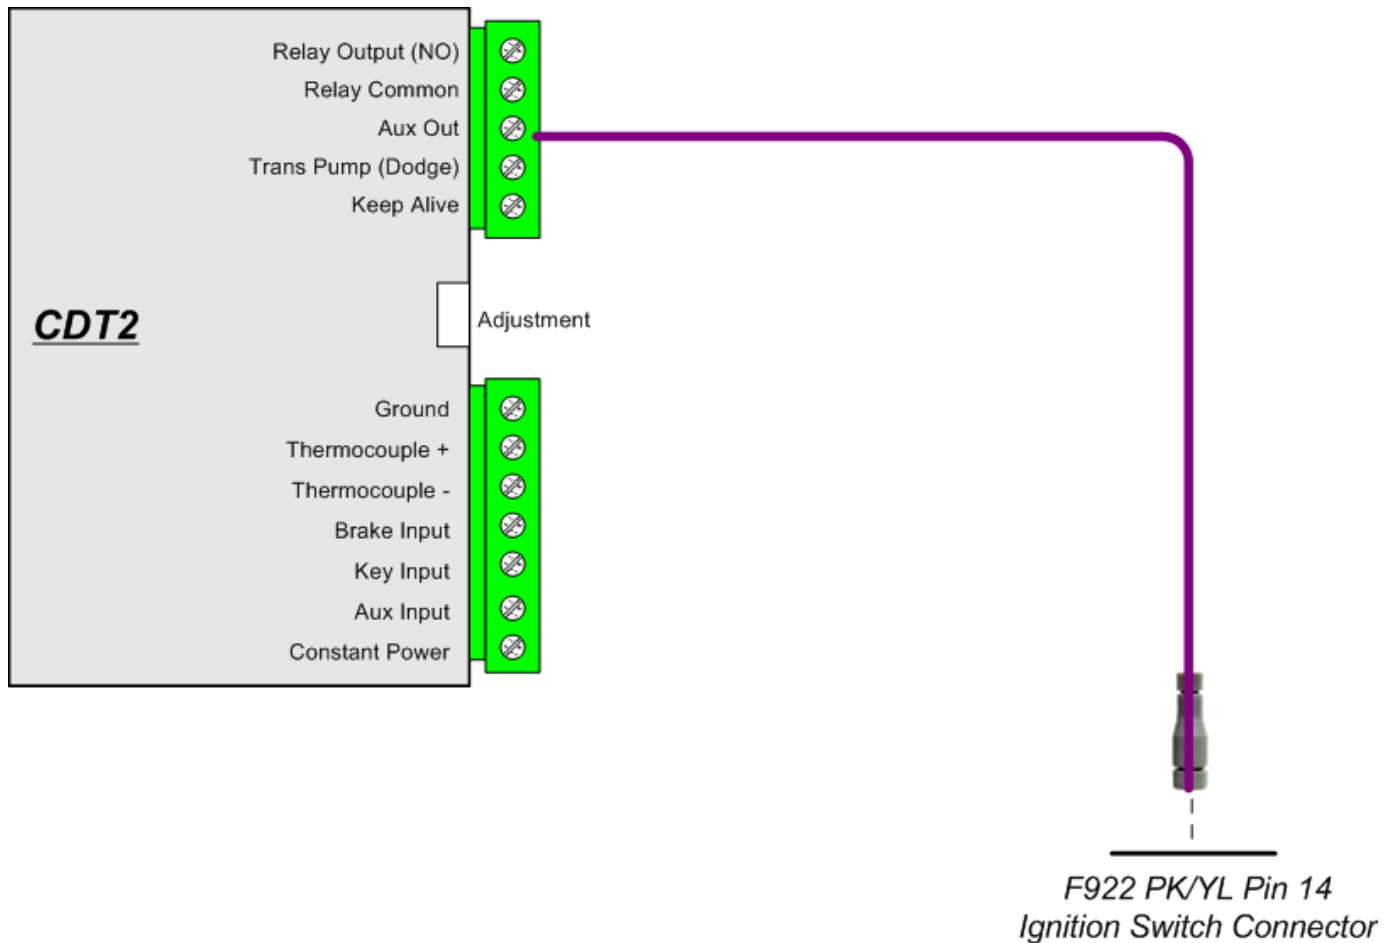 Relay Output (NO)
Relay Common
Aux Out
Trans Pump (Dodge)
Keep Alive
CDT2
Adjustment
Ground
Thermocouple +
Thermocouple -
Brake Input
Key Input
Aux Input
Constant Power
F922 PK/YL Pin 14
Ignition Switch Connector